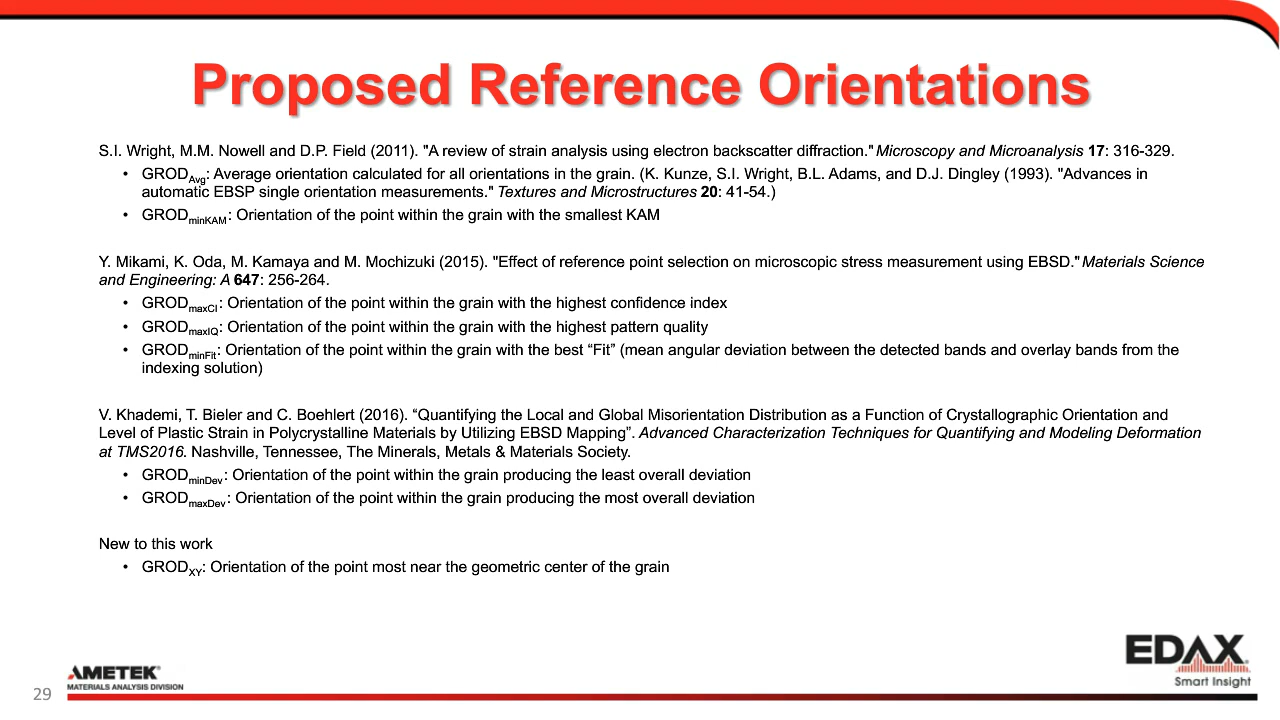 Proposed Reference Orientations
S.I. Wright, M.M. Nowell and D.P. Field (2011). "A review of strain analysis using electron backscatter diffraction." Microscopy and Microanalysis 17: 316-329.
• GRODAvg: Average orientation calculated for all orientations in the grain. (K. Kunze, S.I. Wright, B.L. Adams, and D.J. Dingley (1993). "Advances in
automatic EBSP single orientation measurements." Textures and Microstructures 20: 41-54.)
• GRODminKAM: Orientation of the point within the grain with the smallest KAM
Y. Mikami, K. Oda, M. Kamaya and M. Mochizuki (2015). "Effect of reference point selection on microscopic stress measurement using EBSD." Materials Science
and Engineering: A 647: 256-264.
• GRODmaxCI: Orientation of the point within the grain with the highest confidence index
• GRODmaxIQ: Orientation of the point within the grain with the highest pattern quality
• GRODminFit: Orientation of the point within the grain with the best “Fit” (mean angular deviation between the detected bands and overlay bands from the
indexing solution)
V. Khademi, T. Bieler and C. Boehlert (2016). “Quantifying the Local and Global Misorientation Distribution as a Function of Crystallographic Orientation and
Level of Plastic Strain in Polycrystalline Materials by Utilizing EBSD Mapping”. Advanced Characterization Techniques for Quantifying and Modeling Deformation
at TMS2016. Nashville, Tennessee, The Minerals, Metals & Materials Society.
• GRODminDev: Orientation of the point within the grain producing the least overall deviation
• GRODmaxDev: Orientation of the point within the grain producing the most overall deviation
New to this work
• GRODXY: Orientation of the point most near the geometric center of the grain
EDAX
Smart Insight
AMETEK®
MATERIALS ANALYSIS DIVISION
29